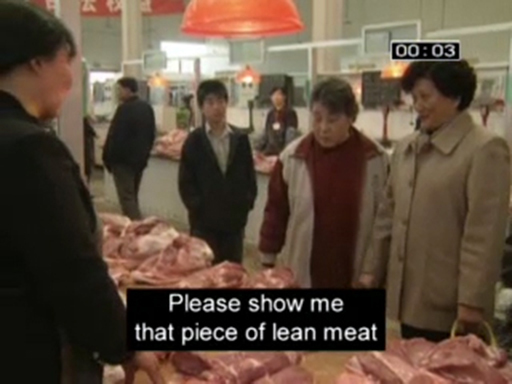 00:03
Please show me
that piece of lean meat